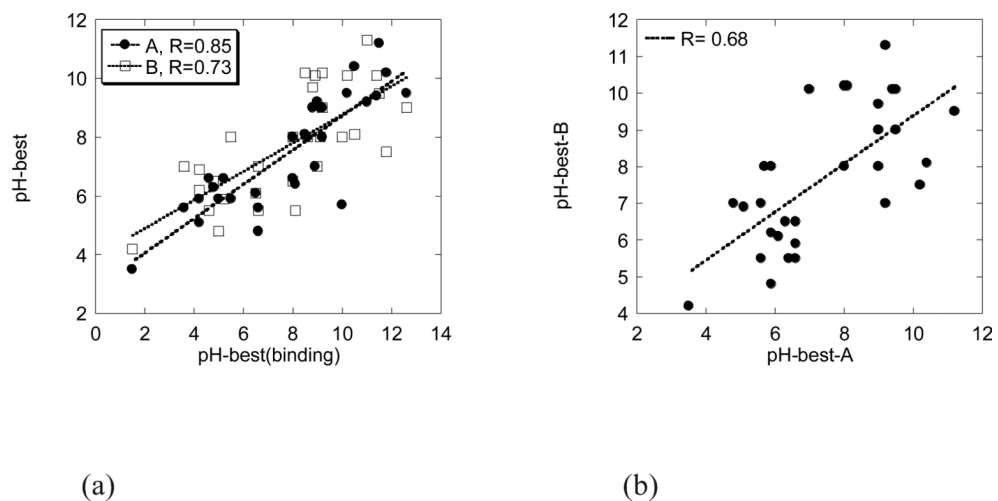 A, R=0.85
B, R=0.73
pH-best
12
10
8
6
4
2
0 2 4 6 8 10 12 14
pH-best(binding)
(a)
R= 0.68
pH-best-B
12
11
10
9
8
7
6
5
4
2 4 6 8 10 12
pH-best-A
(b)